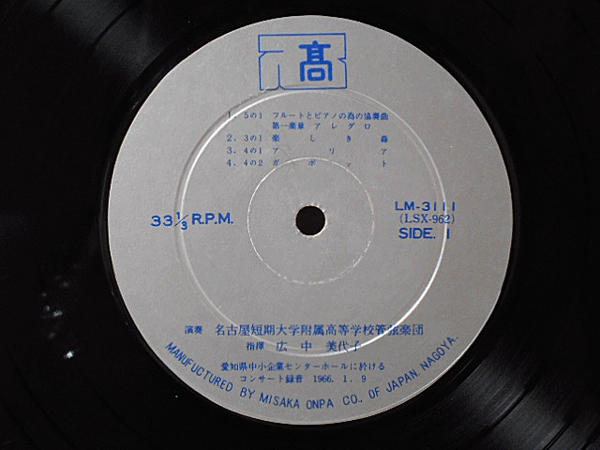 高
1. 5の1 フルートとピアノの為の協奏曲
第一楽章 アレグロ
2. 3の1 楽しき森
3. 4の1 アリア
4. 4の2 ガボット
33⅓ R.P.M.
LM-3111
(LSX-962)
SIDE. 1
演奏 名古屋短期大学附属高等学校管弦楽団
指揮 広中美代子
愛知県中小企業センターホールに於ける
コンサート録音 1966.1.9
MANUFUCTURED BY MISAKA ONPA CO., OF JAPAN, NAGOYA.